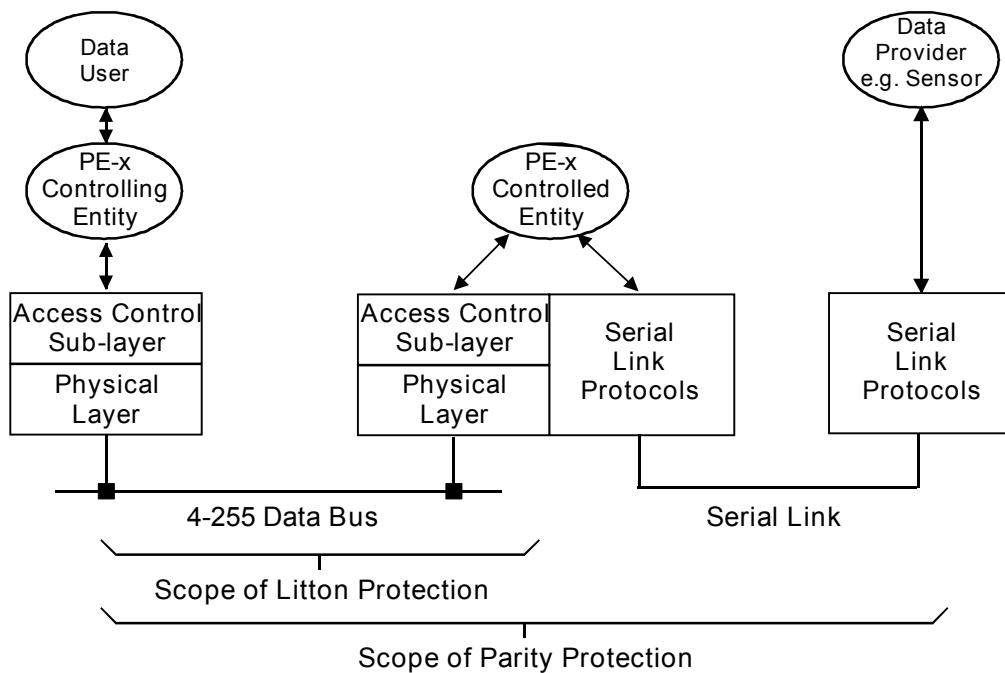 Data
User
Data
Provider
e.g. Sensor
PE-x
Controlling
Entity
PE-x
Controlled
Entity
Access Control
Sub-layer
Physical
Layer
Access Control
Sub-layer
Physical
Layer
Serial
Link
Protocols
Serial
Link
Protocols
4-255 Data Bus
Serial Link
Scope of Litton Protection
Scope of Parity Protection